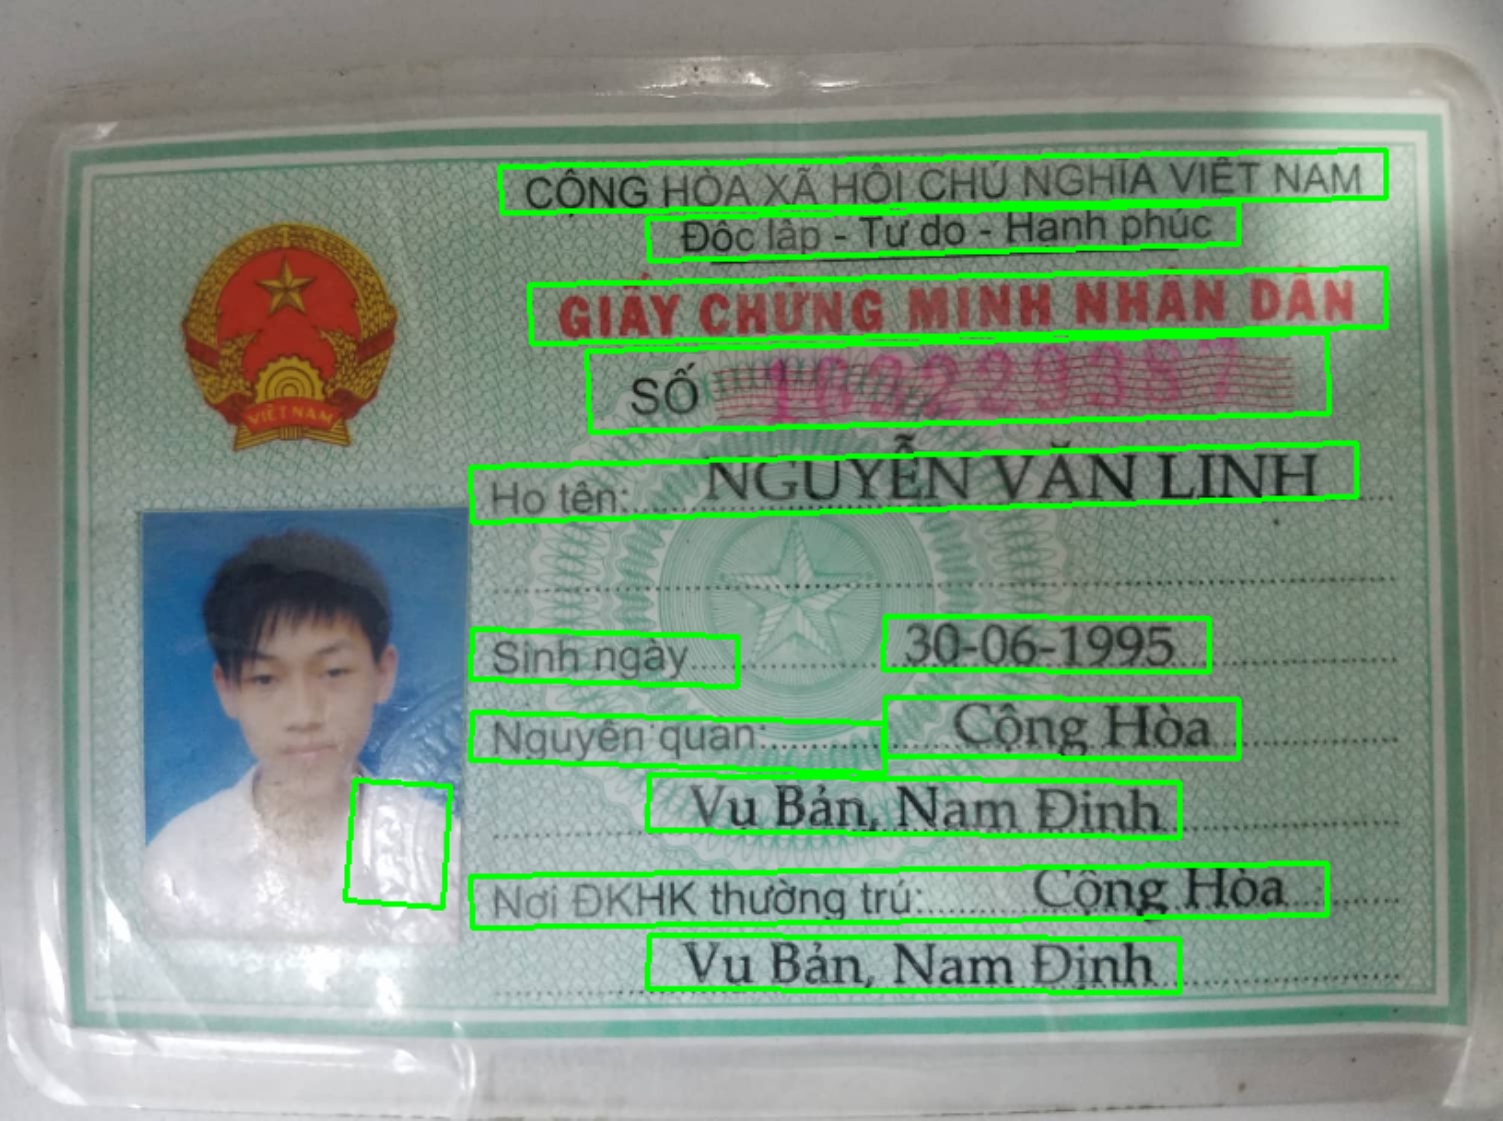 CỘNG HÒA XÃ HỘI CHỦ NGHĨA VIỆT NAM
Độc lập - Tự do - Hạnh phúc
GIẤY CHỨNG MINH NHÂN DÂN
SỐ
VIỆT NAM
Họ tên: NGUYỄN VĂN LINH
Sinh ngày 30-06-1995
Nguyên quán: Cộng Hòa
Vụ Bản, Nam Định
Nơi ĐKHK thường trú: Cộng Hòa
Vụ Bản, Nam Định